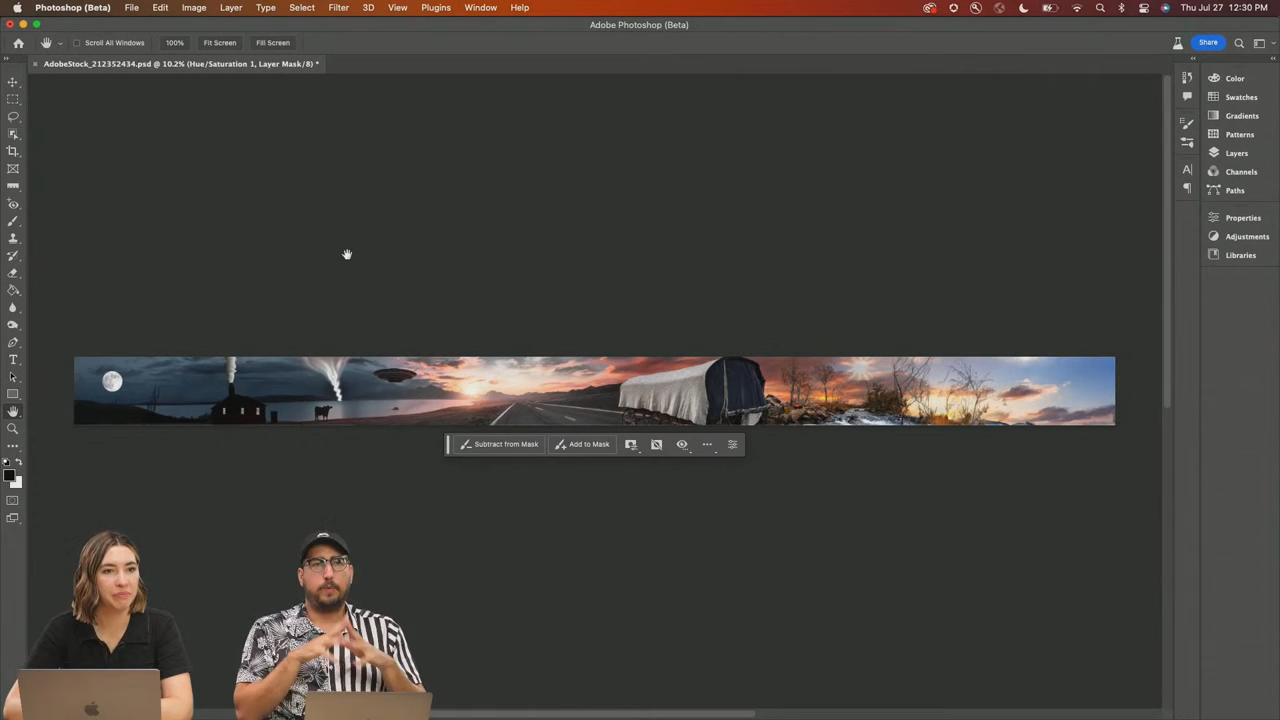 Photoshop (Beta) File Edit Image Layer Type Select Filter 3D View Plugins Window Help Thu Jul 27 12:30 PM
Adobe Photoshop (Beta)
Scroll All Windows 100% Fit Screen Fill Screen Share
AdobeStock_212352434.psd @ 10.2% (Hue/Saturation 1, Layer Mask/8) *
Color
Swatches
Gradients
Patterns
Layers
Channels
Paths
Properties
Adjustments
Libraries
Subtract from Mask Add to Mask